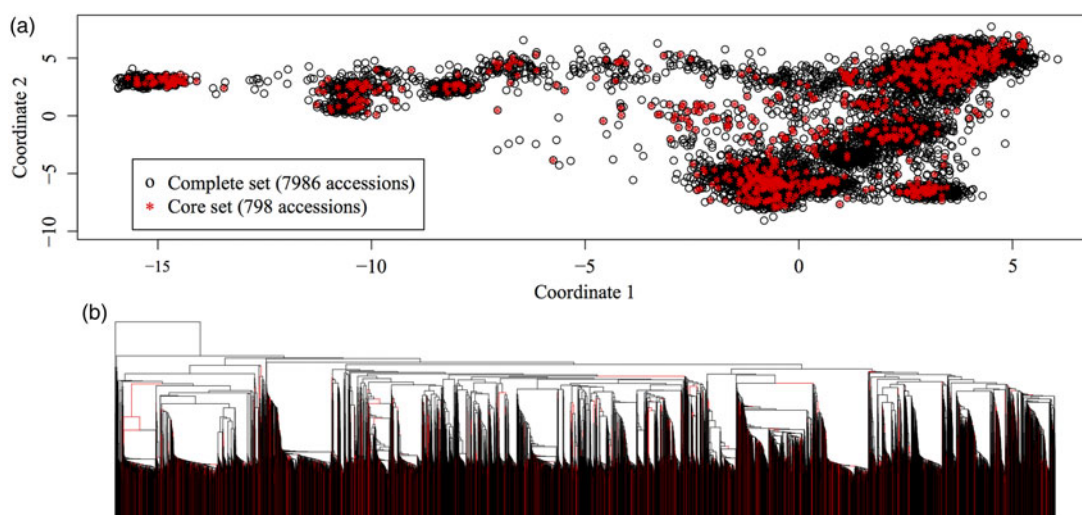 (a)
Coordinate 2
5
0
−5
−10
o Complete set (7986 accessions)
* Core set (798 accessions)
−15 −10 −5 0 5
Coordinate 1
(b)